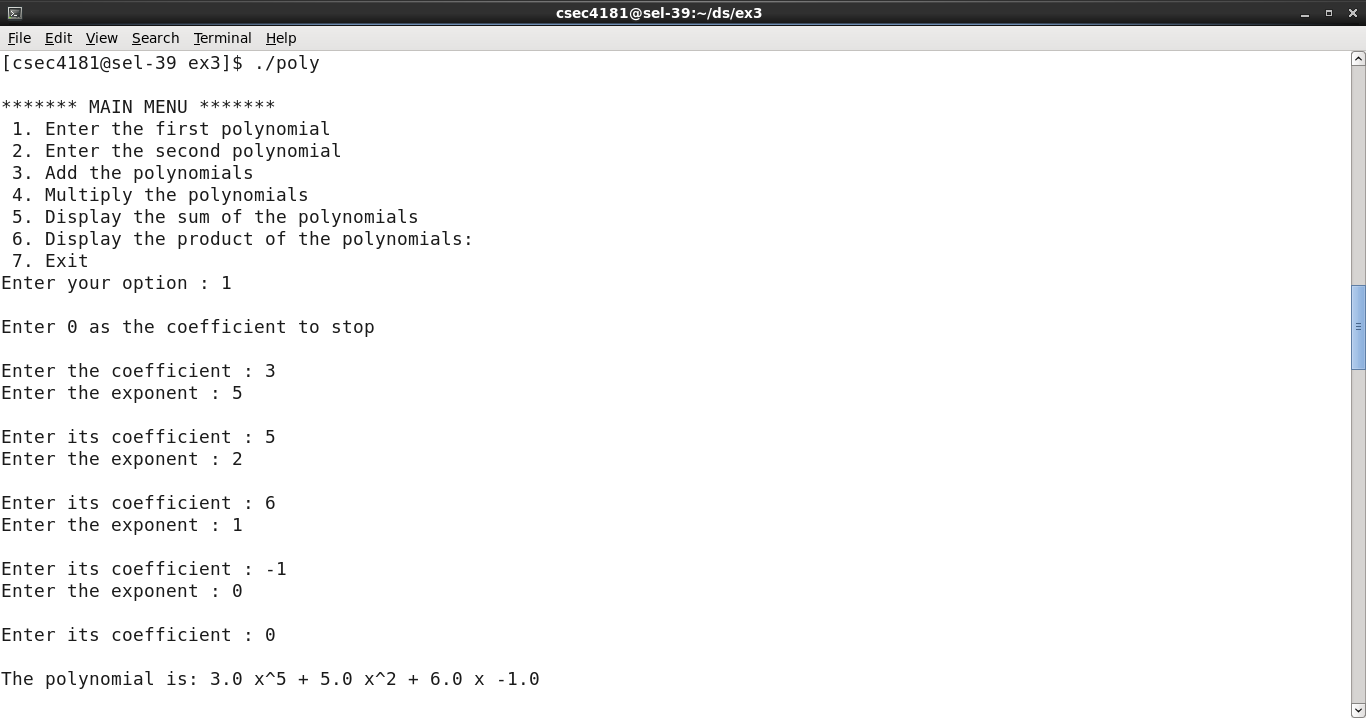 csec4181@sel-39:~/ds/ex3
File Edit View Search Terminal Help
[csec4181@sel-39 ex3]$ ./poly
******* MAIN MENU *******
1. Enter the first polynomial
2. Enter the second polynomial
3. Add the polynomials
4. Multiply the polynomials
5. Display the sum of the polynomials
6. Display the product of the polynomials:
7. Exit
Enter your option : 1
Enter 0 as the coefficient to stop
Enter the coefficient : 3
Enter the exponent : 5
Enter its coefficient : 5
Enter the exponent : 2
Enter its coefficient : 6
Enter the exponent : 1
Enter its coefficient : -1
Enter the exponent : 0
Enter its coefficient : 0
The polynomial is: 3.0 x^5 + 5.0 x^2 + 6.0 x -1.0